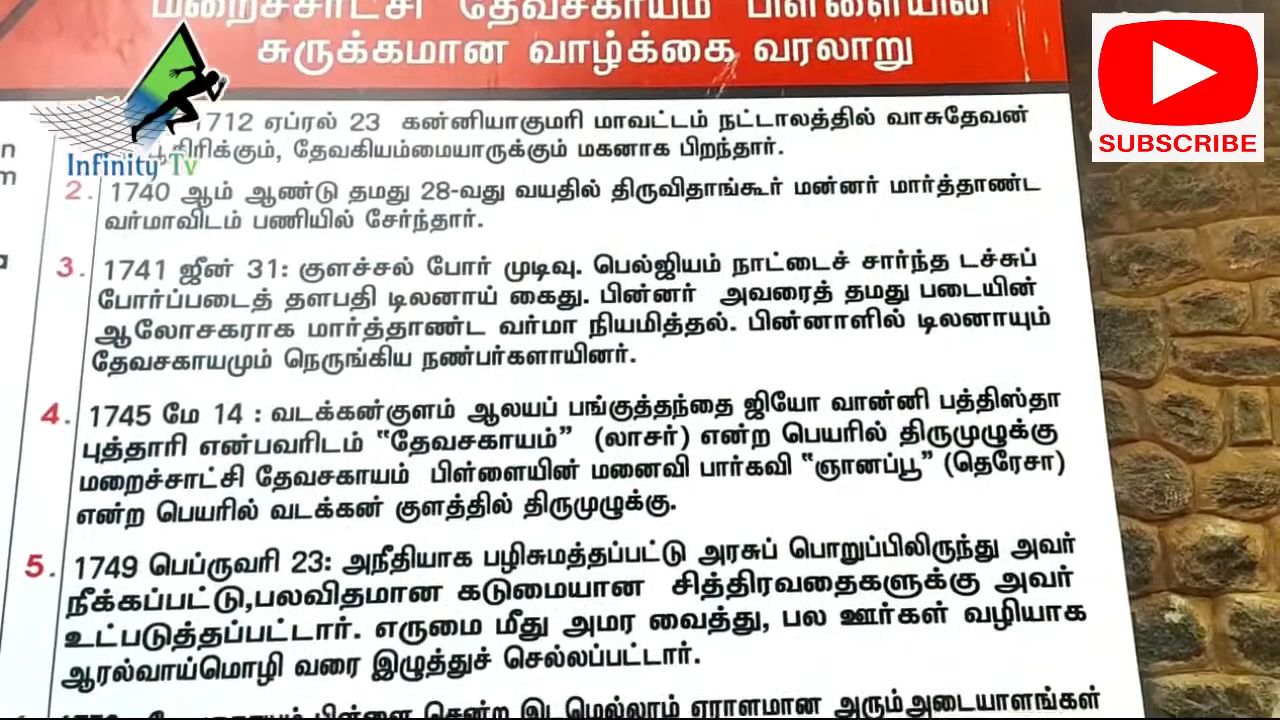 மறைச்சாட்சி தேவசகாயம் பிள்ளையின்
சுருக்கமான வாழ்க்கை வரலாறு
SUBSCRIBE
Infinity Tv
1712 ஏப்ரல் 23 கன்னியாகுமரி மாவட்டம் நட்டாலத்தில் வாசுதேவன்
தேவகியம்மையாருக்கும் மகனாக பிறந்தார்.
2. 1740 ஆம் ஆண்டு தமது 28-வது வயதில் திருவிதாங்கூர் மன்னர் மார்த்தாண்ட
வர்மாவிடம் பணியில் சேர்ந்தார்.
3. 1741 ஜீன் 31: குளச்சல் போர் முடிவு. பெல்ஜியம் நாட்டைச் சார்ந்த டச்சுப்
போர்ப்படைத் தளபதி டிலனாய் கைது. பின்னர் அவரைத் தமது படையின்
ஆலோசகராக மார்த்தாண்ட வர்மா நியமித்தல். பின்னாளில் டிலனாயும்
தேவசகாயமும் நெருங்கிய நண்பர்களாயினர்.
4. 1745 மே 14 : வடக்கன்குளம் ஆலயப் பங்குத்தந்தை ஜியோ வான்னி பத்திஸ்தா
புத்தாரி என்பவரிடம் "தேவசகாயம்" (லாசர்) என்ற பெயரில் திருமுழுக்கு
மறைச்சாட்சி தேவசகாயம் பிள்ளையின் மனைவி பார்கவி "ஞானப்பூ" (தெரேசா)
என்ற பெயரில் வடக்கன் குளத்தில் திருமுழுக்கு.
5. 1749 பெப்ருவரி 23: அநீதியாக பழிசுமத்தப்பட்டு அரசுப் பொறுப்பிலிருந்து அவர்
நீக்கப்பட்டு,பலவிதமான கடுமையான சித்திரவதைகளுக்கு அவர்
உட்படுத்தப்பட்டார். எருமை மீது அமர வைத்து, பல ஊர்கள் வழியாக
ஆரல்வாய்மொழி வரை இழுத்துச் செல்லப்பட்டார்.
பிள்ளை சென்ற இடமெல்லாம் ஏராளமான அரும்அடையாளங்கள்